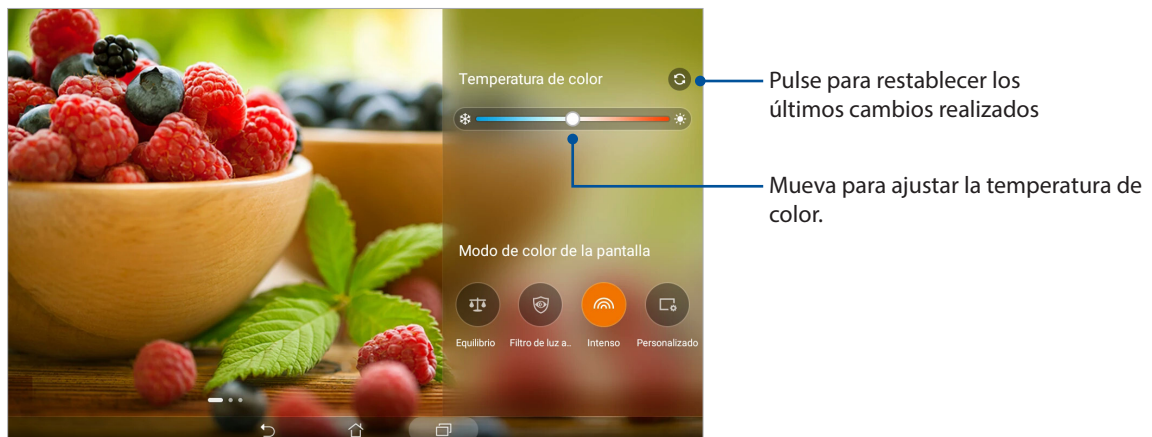 Temperatura de color
Pulse para restablecer los
últimos cambios realizados
Mueva para ajustar la temperatura de
color.
Modo de color de la pantalla
Equilibrio
Filtro de luz a..
Intenso
Personalizado